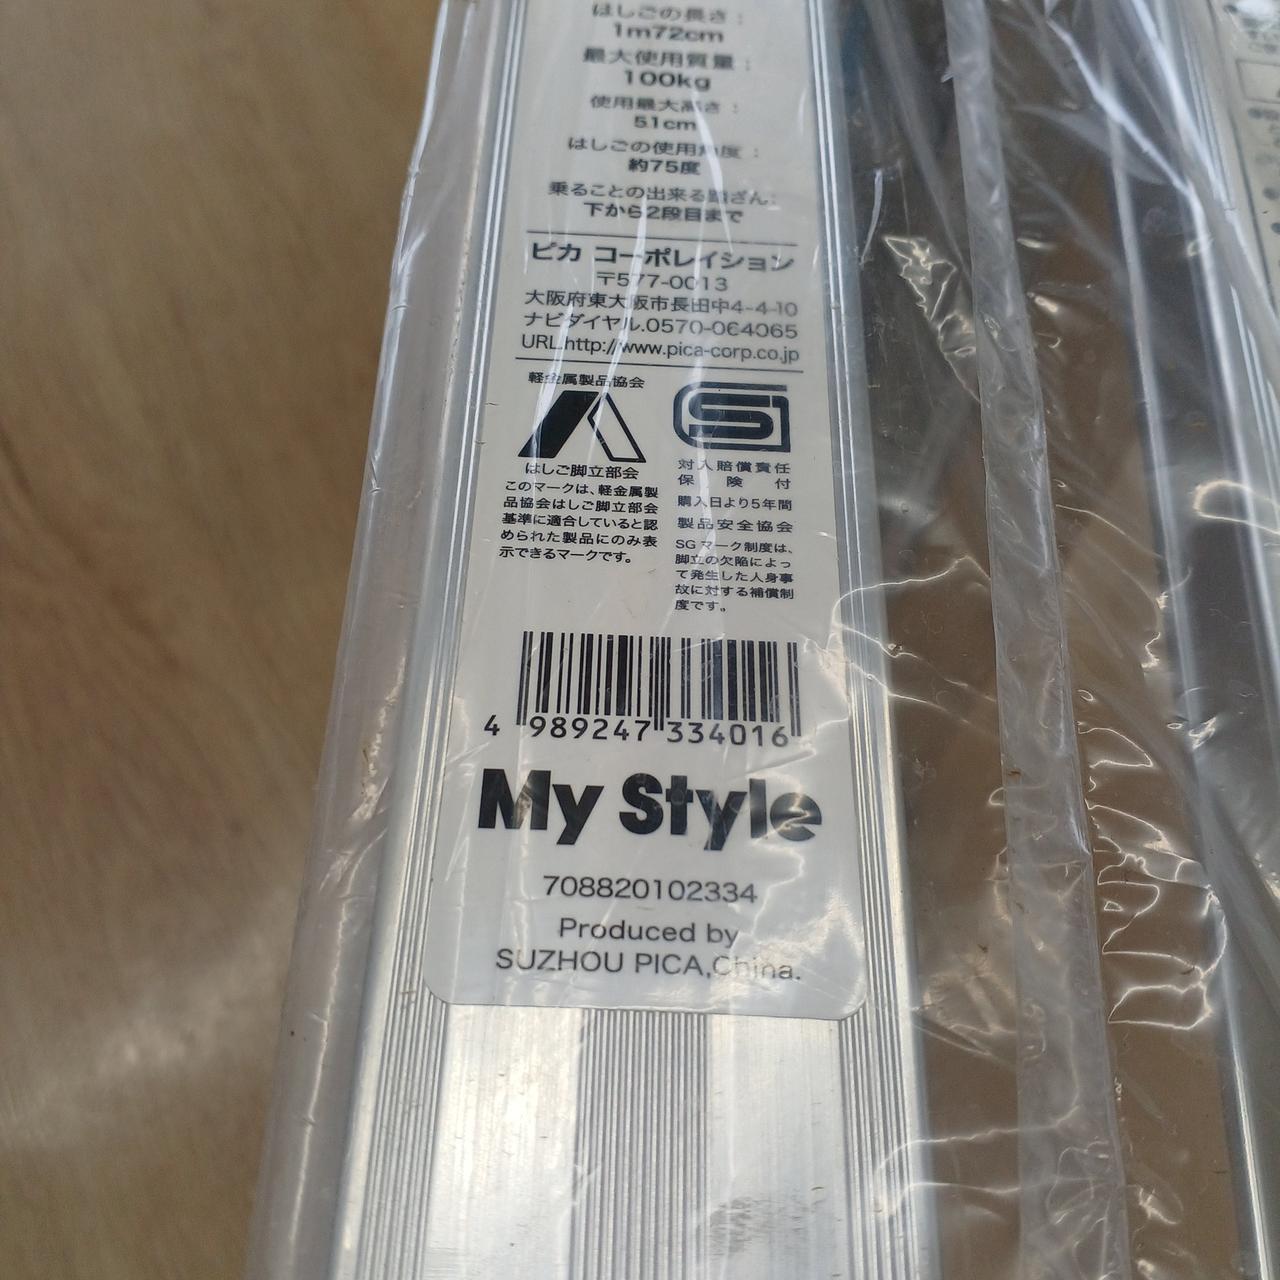 はしごの長さ：
1m72cm
最大使用質量：
100kg
使用最大高さ：
51cm
はしごの使用角度：
約75度
乗ることの出来る踏ざん:
下から2段目まで
ピカ コーポレイション
〒577-0013
大阪府東大阪市長田中4-4-10
ナビダイヤル.0570-064065
URL.http://www.pica-corp.co.jp
軽金属製品協会
はしご脚立部会
このマークは、軽金属製
品協会はしご脚立部会
基準に適合していると認
められた製品にのみ表
示できるマークです。
SG
対人賠償責任
保険付
購入日より5年間
製品安全協会
SGマーク制度は、
脚立の欠陥によっ
て発生した人身事
故に対する補償制
度です。
4 989247 334016
My Style
708820102334
Produced by
SUZHOU PICA,China.